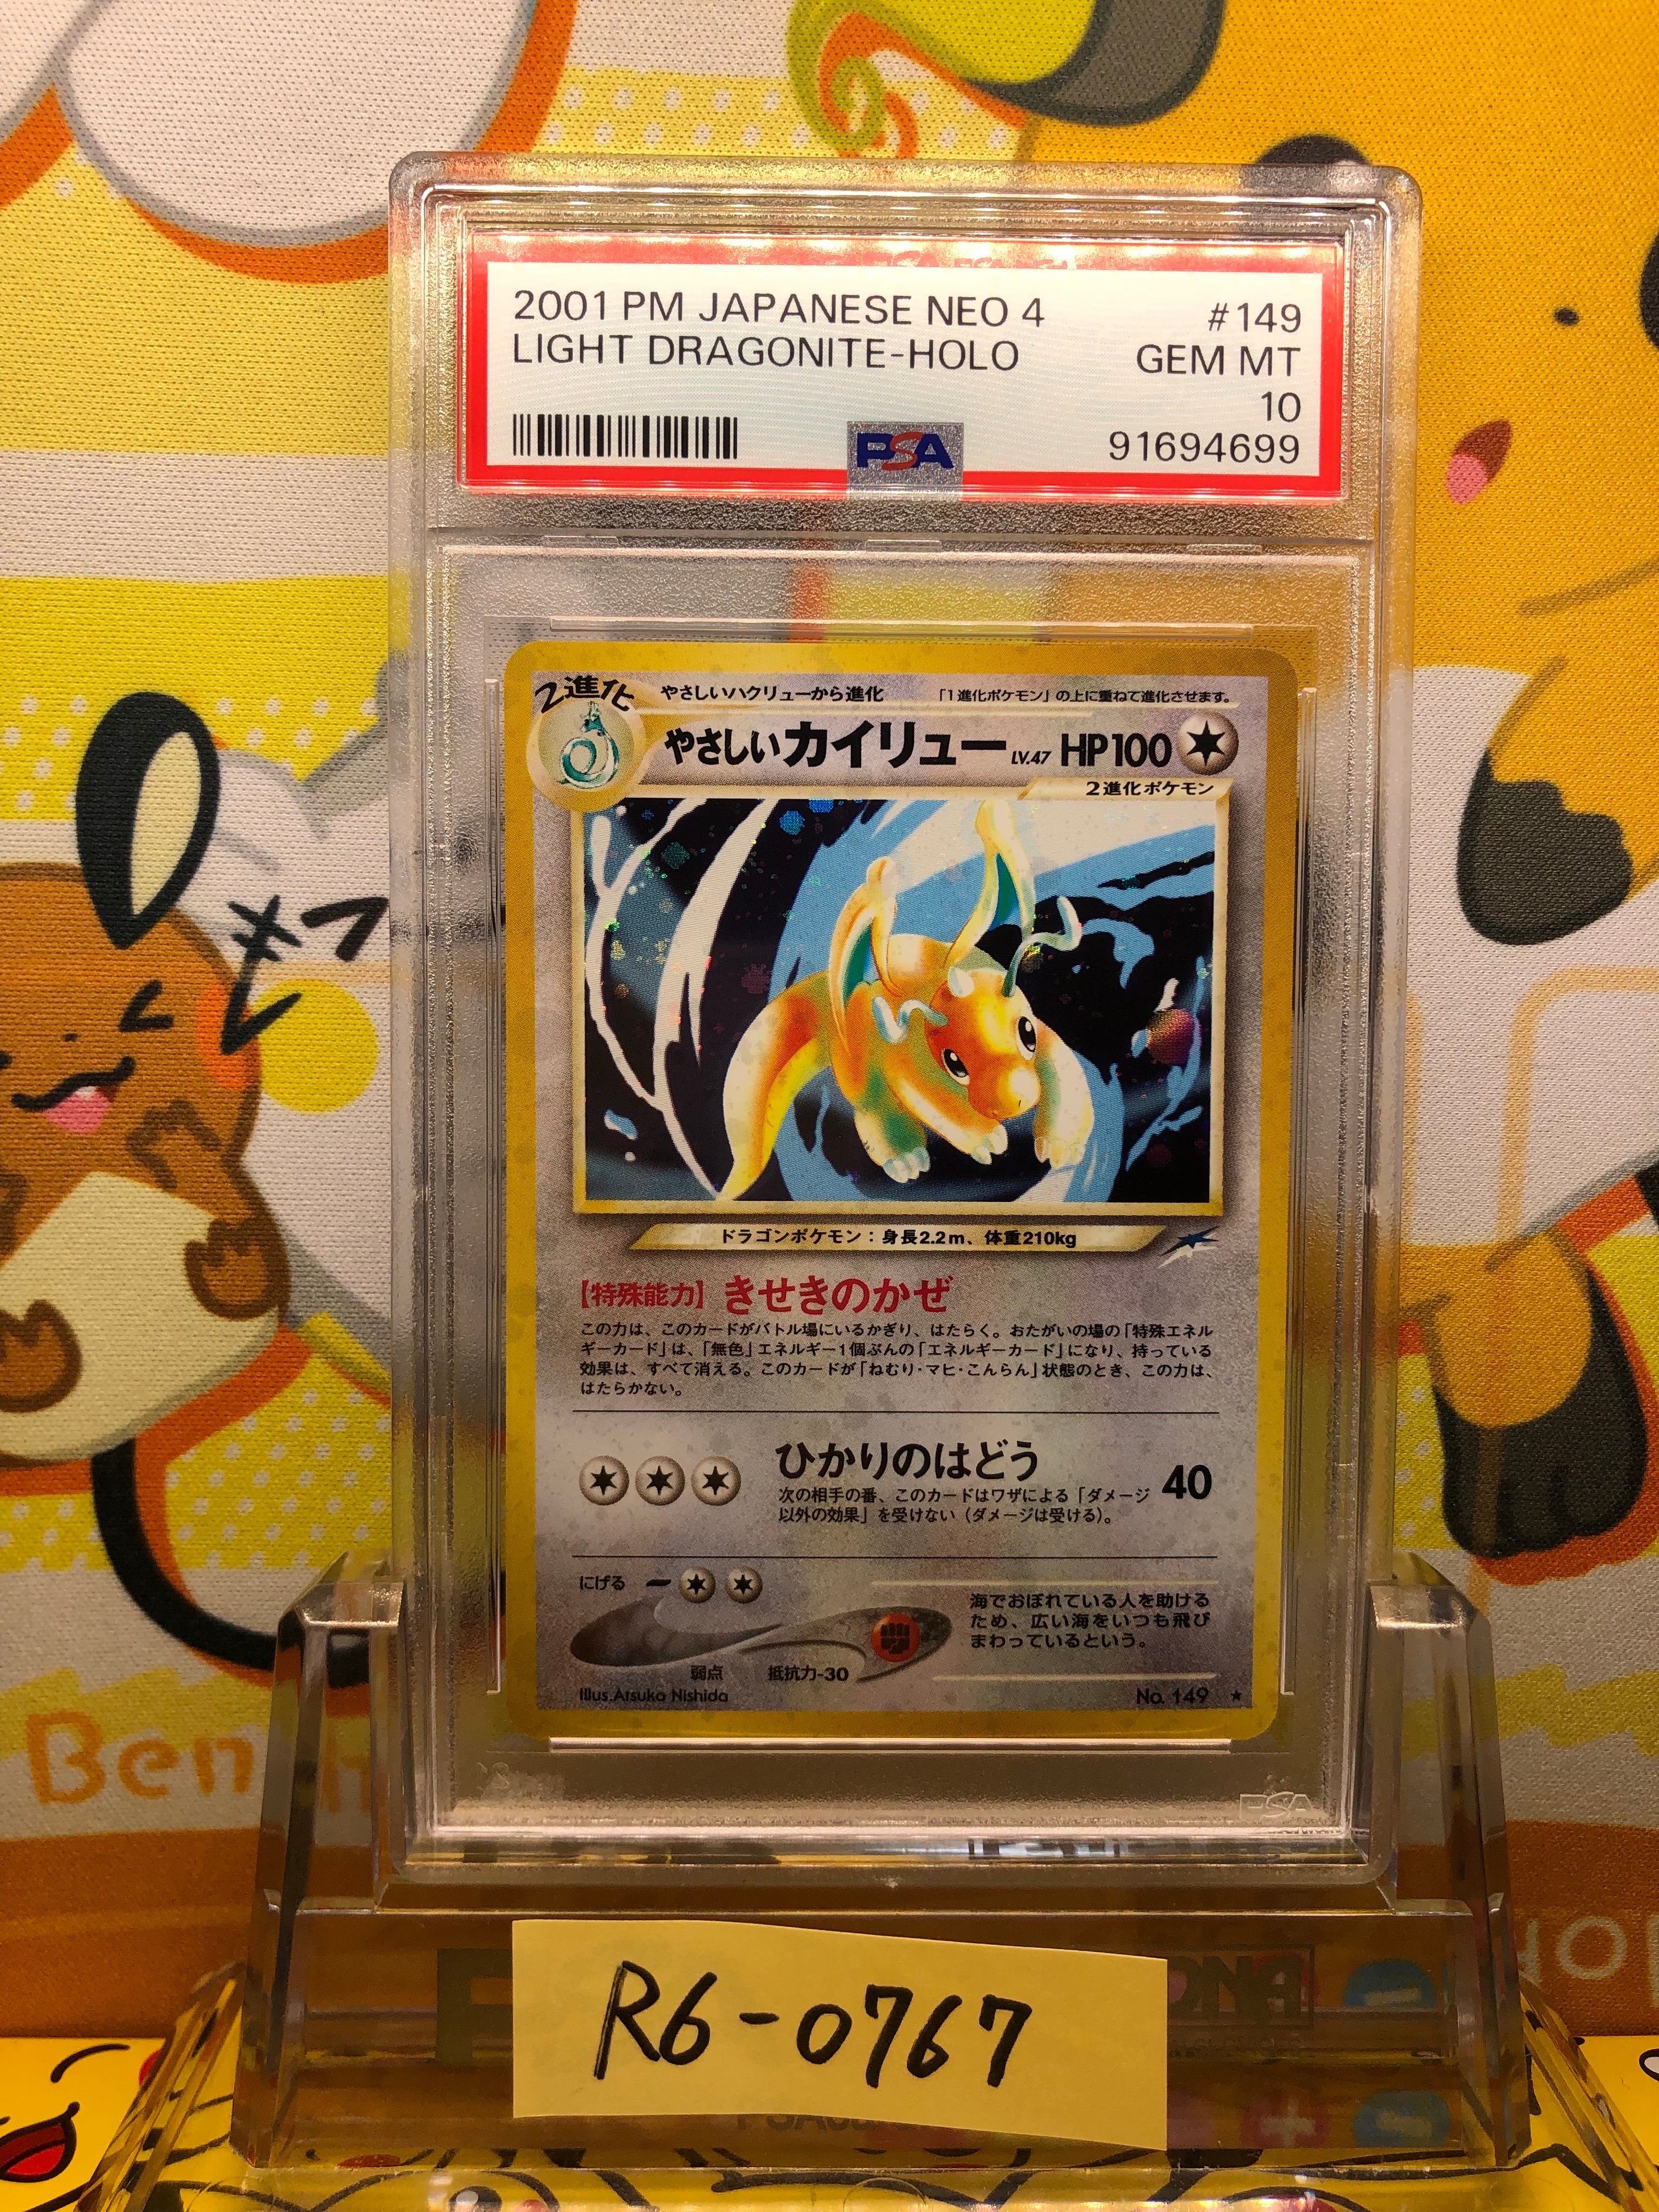 2001 PM JAPANESE NEO 4
#149
LIGHT DRAGONITE-HOLO
GEM MT
10
PSA
91694699
2進化
やさしいハクリューから進化
「1進化ポケモン」の上に重ねて進化させます。
やさしいカイリュー LV.47 HP100
2進化ポケモン
ドラゴンポケモン：身長2.2m、体重210kg
【特殊能力】きせきのかぜ
この力は、このカードがバトル場にいるかぎり、はたらく。おたがいの場の「特殊エネル
ギーカード」は、「無色」エネルギー1個ぶんの「エネルギーカード」になり、持っている
効果は、すべて消える。このカードが「ねむり・マヒ・こんらん」状態のとき、この力は、
はたらかない。
ひかりのはどう
40
次の相手の番、このカードはワザによる「ダメージ
以外の効果」を受けない（ダメージは受ける）。
にげる
海でおぼれている人を助ける
ため、広い海をいつも飛び
まわっているという。
弱点
抵抗力-30
Illus.Atsuko Nishida
No. 149 ★
PSA
Ben
R6-0767